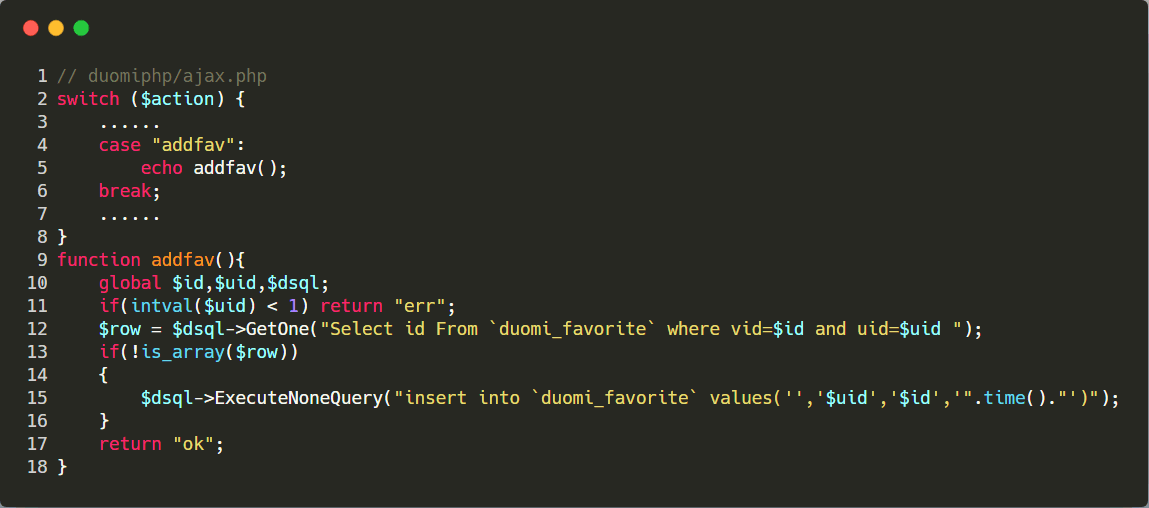 1 // duomiphp/ajax.php
2 switch ($action) {
3     ......
4     case "addfav":
5         echo addfav();
6     break;
7     ......
8 }
9 function addfav(){
10     global $id,$uid,$dsql;
11     if(intval($uid) < 1) return "err";
12     $row = $dsql->GetOne("Select id From `duomi_favorite` where vid=$id and uid=$uid ");
13     if(!is_array($row))
14     {
15         $dsql->ExecuteNoneQuery("insert into `duomi_favorite` values('','$uid','$id','".time()."')");
16     }
17     return "ok";
18 }